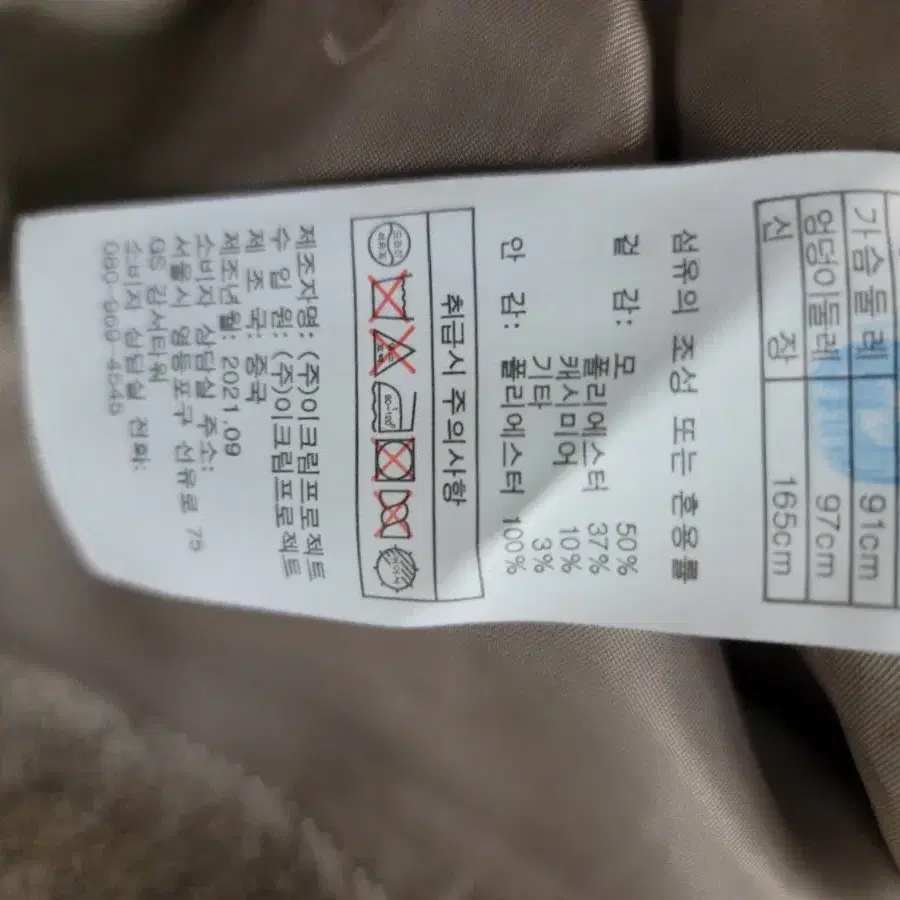 가슴둘레 91cm
엉덩이둘레 97cm
신 장 165cm
섬유의 조성 또는 혼용률
겉 감: 모 50%
폴리에스터 37%
캐시미어 10%
기타 3%
안 감: 폴리에스터 100%
취급시 주의사항
80~120℃
제조자명: (주)이크림프로젝트
수 입 원: (주)이크림프로젝트
제 조 국: 중국
제조년월: 2021.09
소비자 상담실 주소:
서울시 영등포구 선유로 75
GS 강서타워
소비자 상담실 전화:
080-969-4545